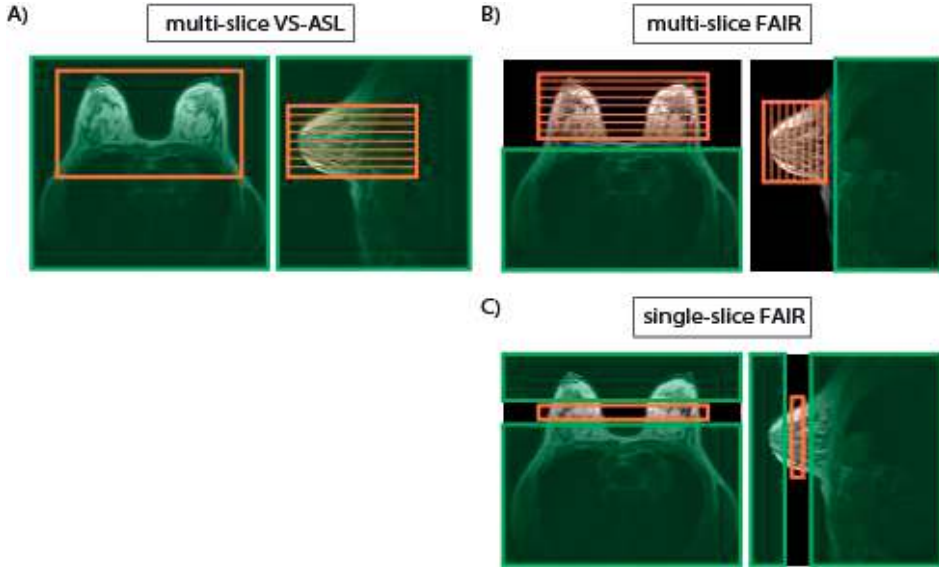 A)
multi-slice VS-ASL
B)
multi-slice FAIR
C)
single-slice FAIR